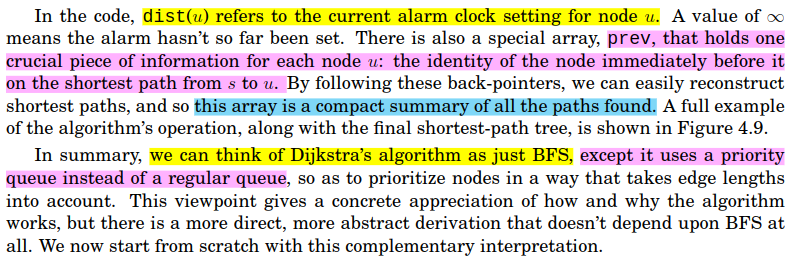 In the code, dist(u) refers to the current alarm clock setting for node u. A value of ∞
means the alarm hasn't so far been set. There is also a special array, prev, that holds one
crucial piece of information for each node u: the identity of the node immediately before it
on the shortest path from s to u. By following these back-pointers, we can easily reconstruct
shortest paths, and so this array is a compact summary of all the paths found. A full example
of the algorithm's operation, along with the final shortest-path tree, is shown in Figure 4.9.
In summary, we can think of Dijkstra's algorithm as just BFS, except it uses a priority
queue instead of a regular queue, so as to prioritize nodes in a way that takes edge lengths
into account. This viewpoint gives a concrete appreciation of how and why the algorithm
works, but there is a more direct, more abstract derivation that doesn't depend upon BFS at
all. We now start from scratch with this complementary interpretation.